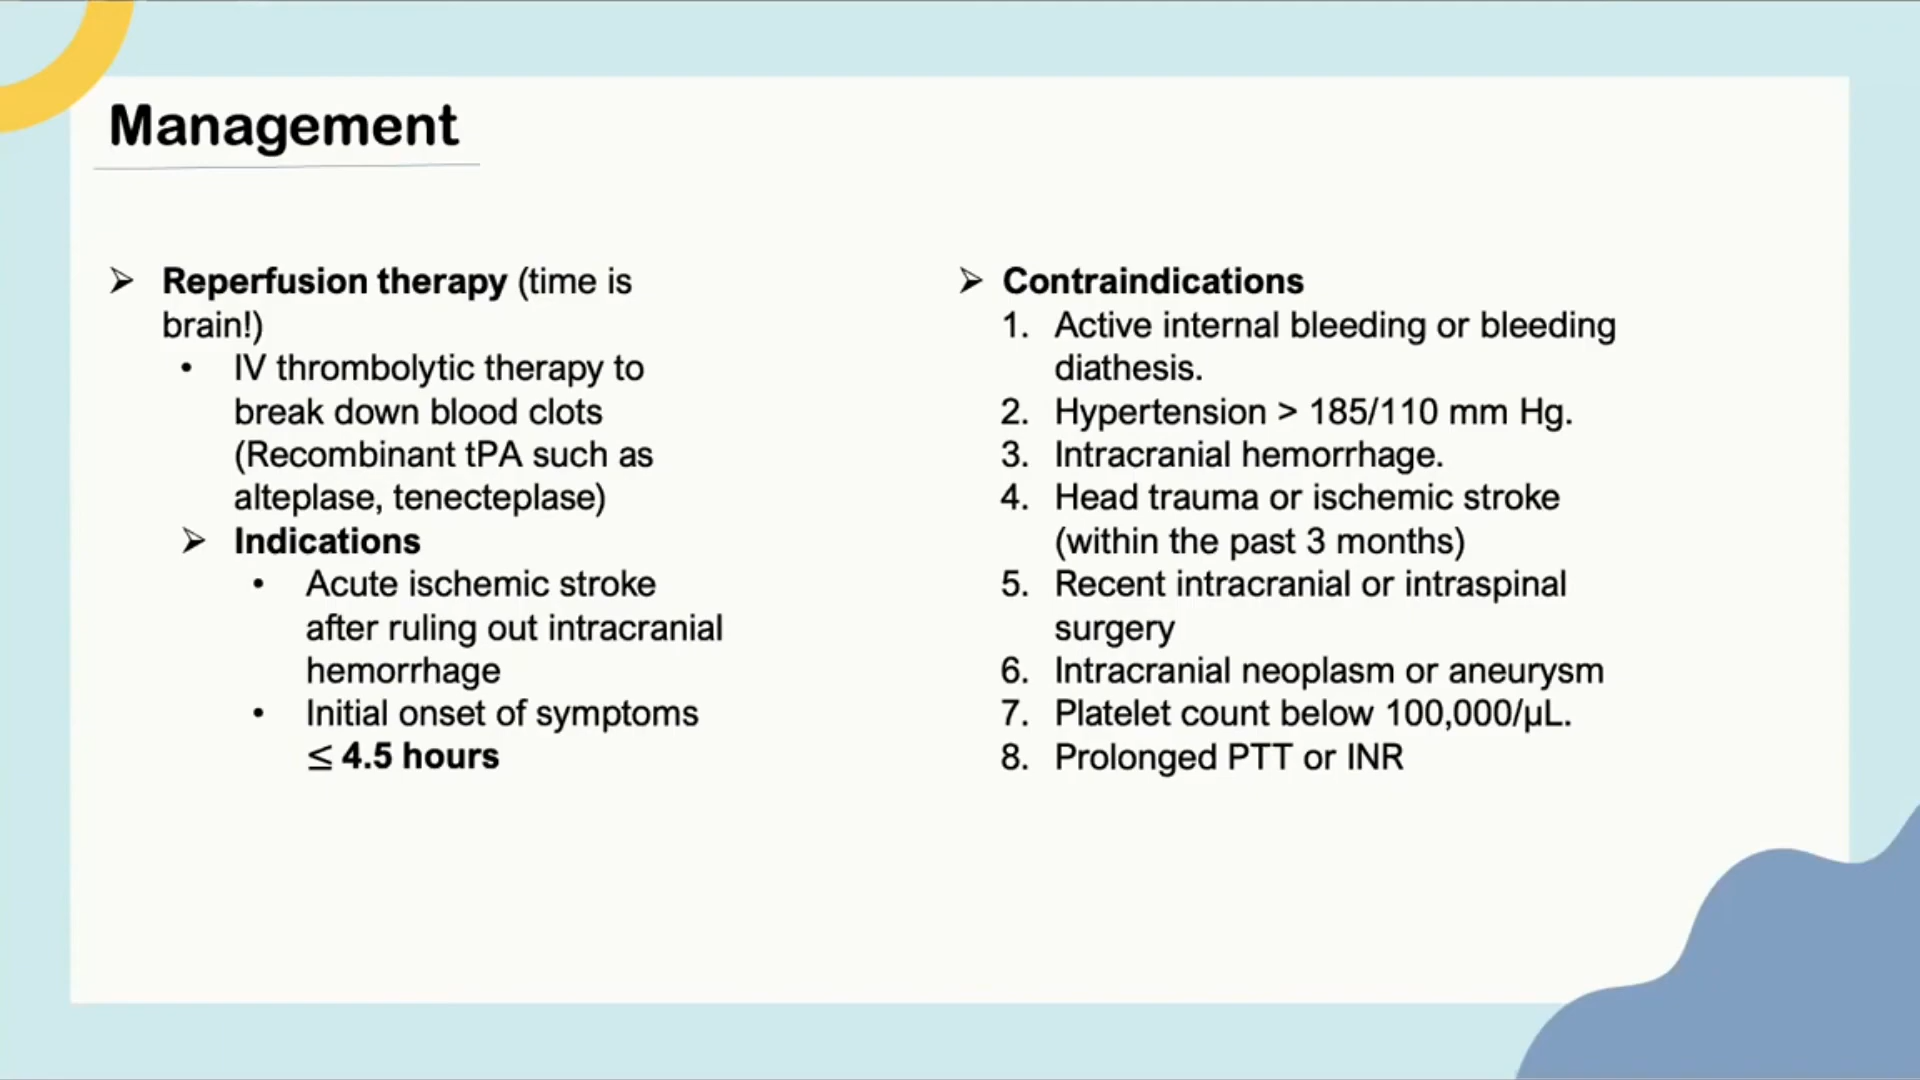 Management
➢ Reperfusion therapy (time is
brain!)
• IV thrombolytic therapy to
break down blood clots
(Recombinant tPA such as
alteplase, tenecteplase)
➢ Indications
• Acute ischemic stroke
after ruling out intracranial
hemorrhage
• Initial onset of symptoms
≤ 4.5 hours
➢ Contraindications
1. Active internal bleeding or bleeding
diathesis.
2. Hypertension > 185/110 mm Hg.
3. Intracranial hemorrhage.
4. Head trauma or ischemic stroke
(within the past 3 months)
5. Recent intracranial or intraspinal
surgery
6. Intracranial neoplasm or aneurysm
7. Platelet count below 100,000/μL.
8. Prolonged PTT or INR